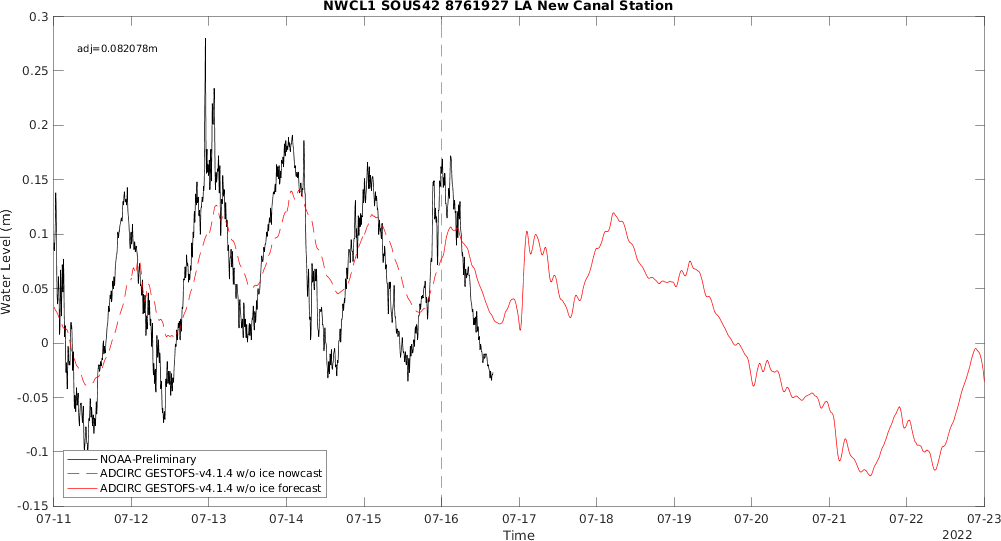 NWCL1 SOUS42 8761927 LA New Canal Station
adj=0.082078m
0.3
0.25
0.2
0.15
0.1
0.05
0
-0.05
-0.1
-0.15
Water Level (m)
NOAA-Preliminary
ADCIRC GESTOFS-v4.1.4 w/o ice nowcast
ADCIRC GESTOFS-v4.1.4 w/o ice forecast
07-11 07-12 07-13 07-14 07-15 07-16 07-17 07-18 07-19 07-20 07-21 07-22 07-23
Time
2022